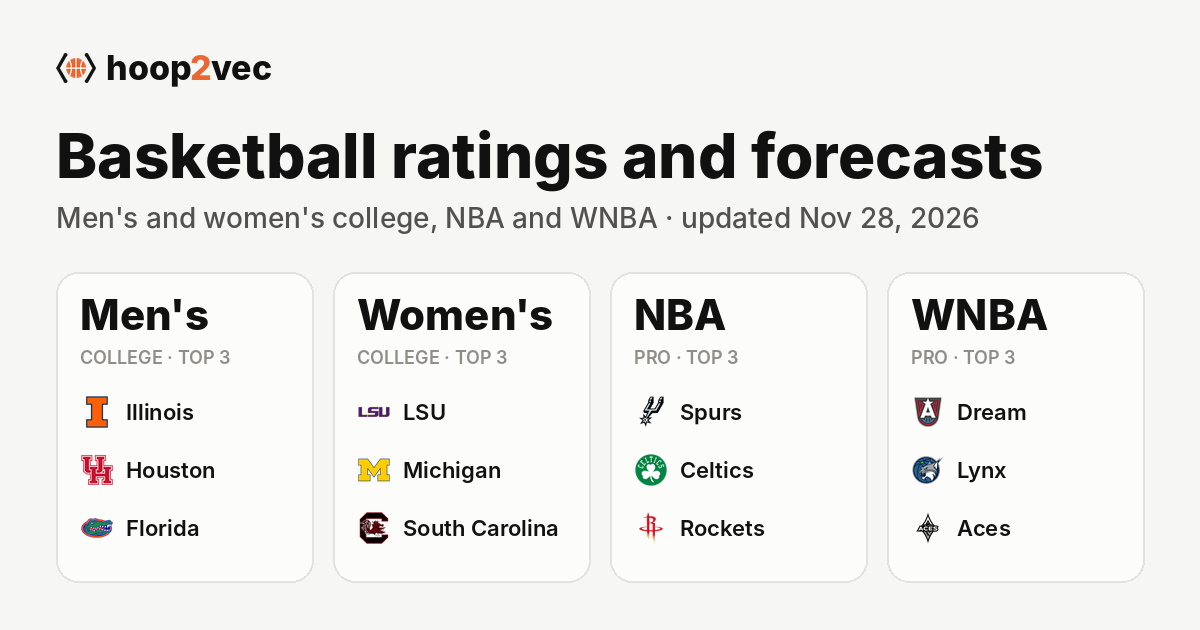 hoop2vec
Basketball ratings and forecasts
Men's and women's college, NBA and WNBA · updated Nov 28, 2026
Men's
COLLEGE · TOP 3
Illinois
Houston
Florida
Women's
COLLEGE · TOP 3
LSU LSU
Michigan
South Carolina
NBA
PRO · TOP 3
Spurs
CELTICS Celtics
Rockets
WNBA
PRO · TOP 3
Dream
Lynx
ACES Aces